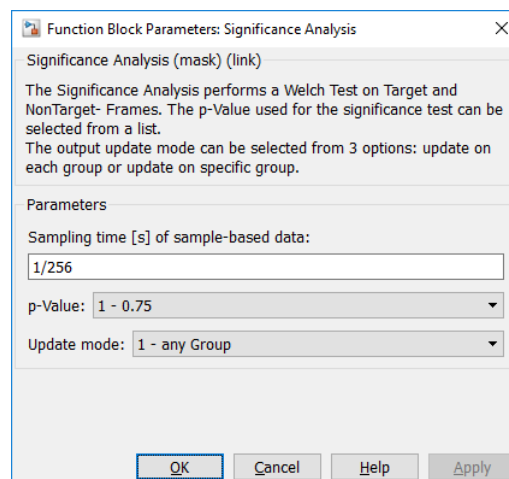 Function Block Parameters: Significance Analysis
Significance Analysis (mask) (link)
The Significance Analysis performs a Welch Test on Target and
NonTarget- Frames. The p-Value used for the significance test can be
selected from a list.
The output update mode can be selected from 3 options: update on
each group or update on specific group.
Parameters
Sampling time [s] of sample-based data:
1/256
p-Value: 1 - 0.75
Update mode: 1 - any Group
OK Cancel Help Apply